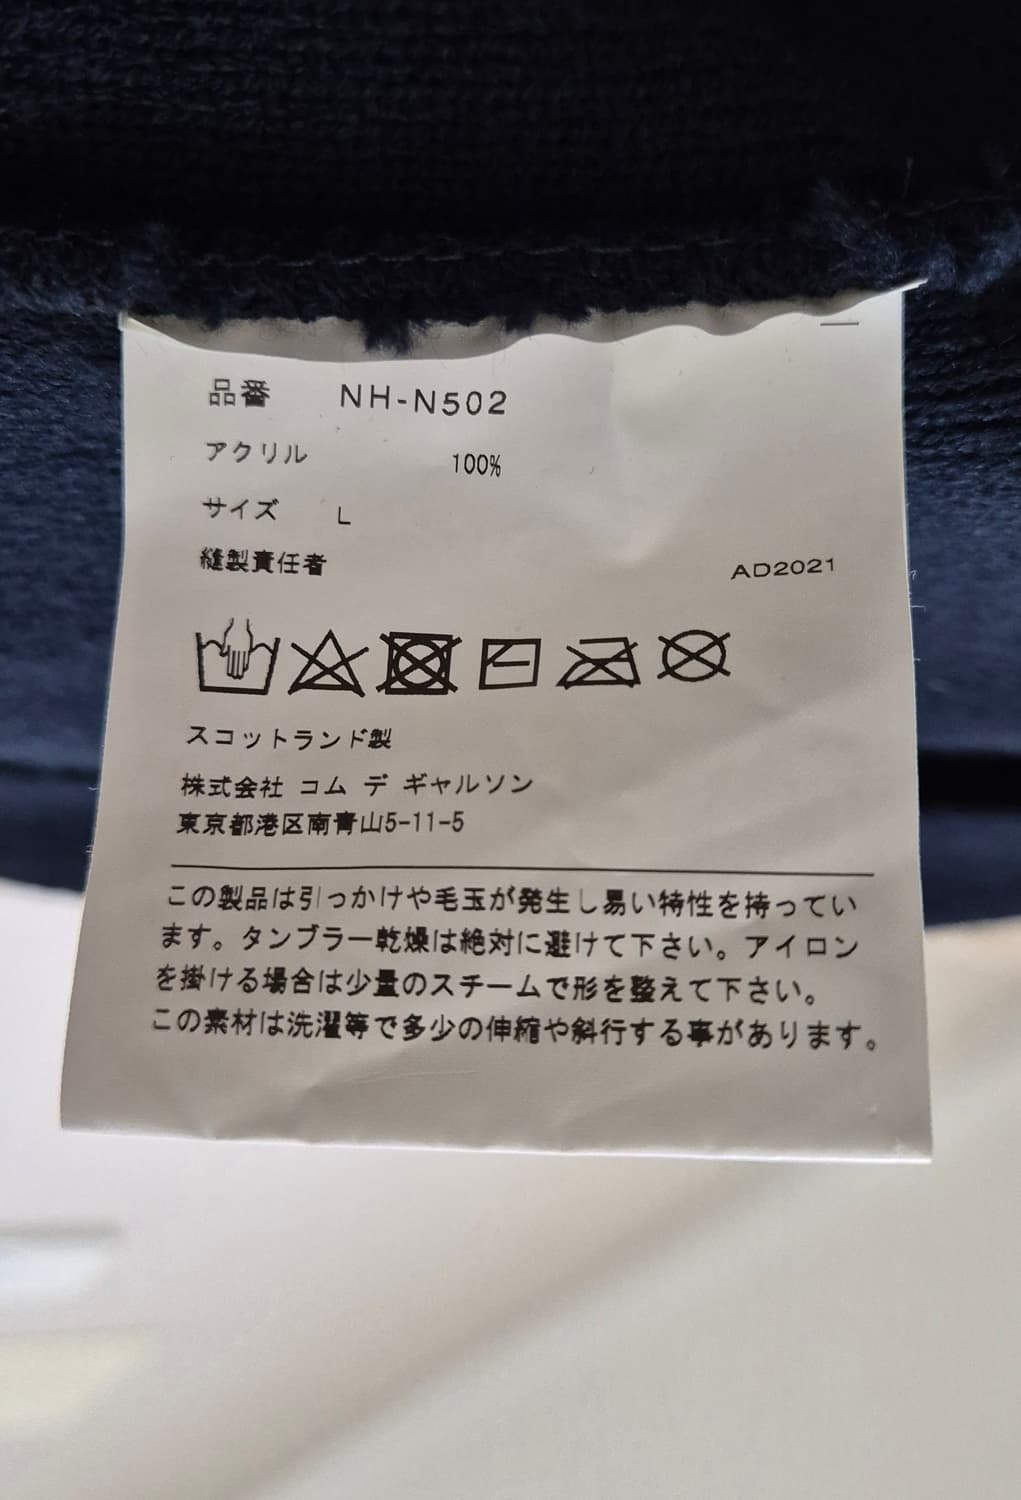 品番 NH-N502
アクリル 100%
サイズ L
縫製責任者 AD2021
スコットランド製
株式会社 コム デ ギャルソン
東京都港区南青山5-11-5
この製品は引っかけや毛玉が発生し易い特性を持ってい
ます。タンブラー乾燥は絶対に避けて下さい。アイロン
を掛ける場合は少量のスチームで形を整えて下さい。
この素材は洗濯等で多少の伸縮や斜行する事があります。